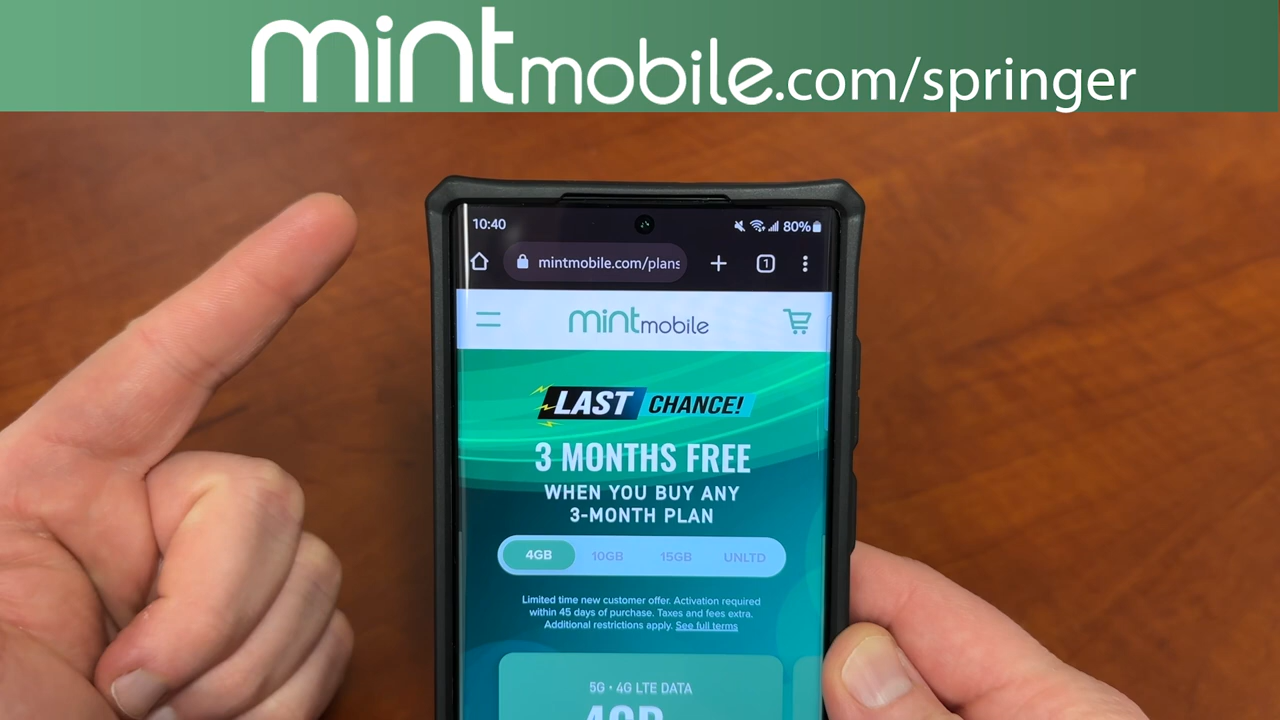 mintmobile.com/springer
10:40 80%
mintmobile.com/plans 1
mintmobile
LAST CHANCE!
3 MONTHS FREE
WHEN YOU BUY ANY
3-MONTH PLAN
4GB 10GB 15GB UNLTD
Limited time new customer offer. Activation required
within 45 days of purchase. Taxes and fees extra.
Additional restrictions apply. See full terms
5G • 4G LTE DATA
4GB